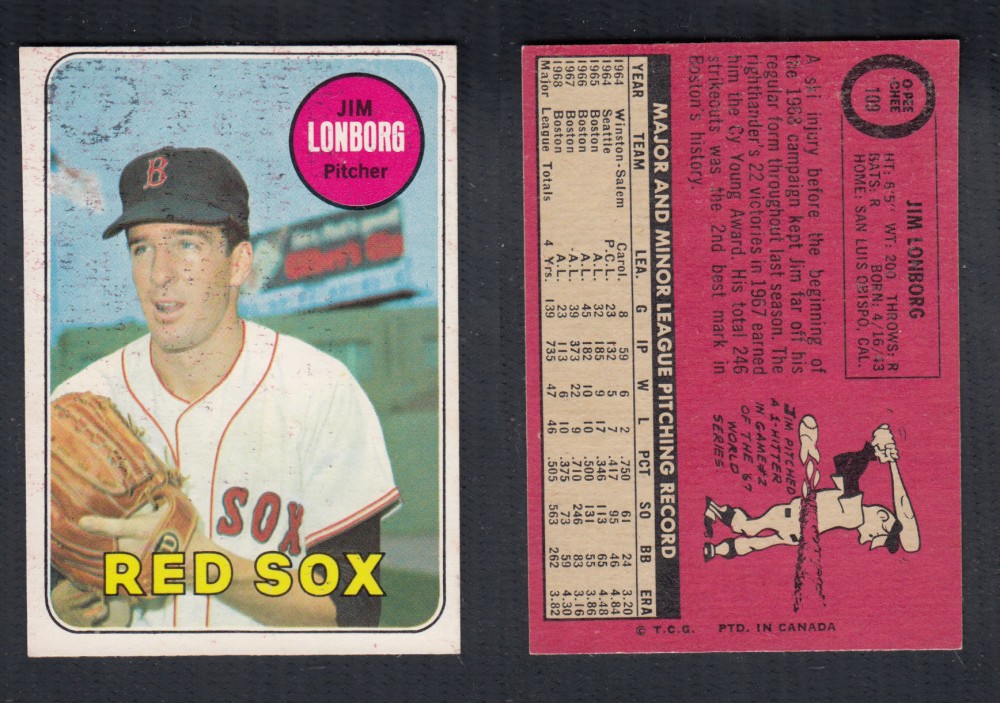 JIM
LONBORG
Pitcher
B
SOX
RED SOX
O-PEE
CHEE
109
JIM LONBORG
HT: 6'5" WT: 200 THROWS: R
BATS: R BORN: 4/16/43
HOME: SAN LUIS OBISPO, CAL.
A ski injury before the beginning of
the 1968 campaign kept Jim far off his
regular form throughout last season. The
righthander's 22 victories in 1967 earned
him the Cy Young Award. His total 246
strikeouts was the 2nd best mark in
Boston's history.
JIM PITCHED
A 1-HITTER
IN GAME #2
OF THE '67
WORLD
SERIES
MAJOR AND MINOR LEAGUE PITCHING RECORD
YEAR TEAM LEA. G IP W L PCT SO BB ERA
1964 Winston-Salem Carol. 8 59 6 2 .750 61 24 3.20
1964 Seattle P.C.L. 23 132 5 7 .417 95 46 4.84
1965 Boston A.L. 32 185 9 17 .346 113 65 4.48
1966 Boston A.L. 45 182 10 10 .500 131 55 3.86
1967 Boston A.L. 39 273 22 9 .710 246 83 3.16
1968 Boston A.L. 23 113 6 10 .375 73 59 4.30
Major League Totals 4 Yrs. 139 735 47 46 .505 563 262 3.82
© T.C.G. PTD. IN CANADA